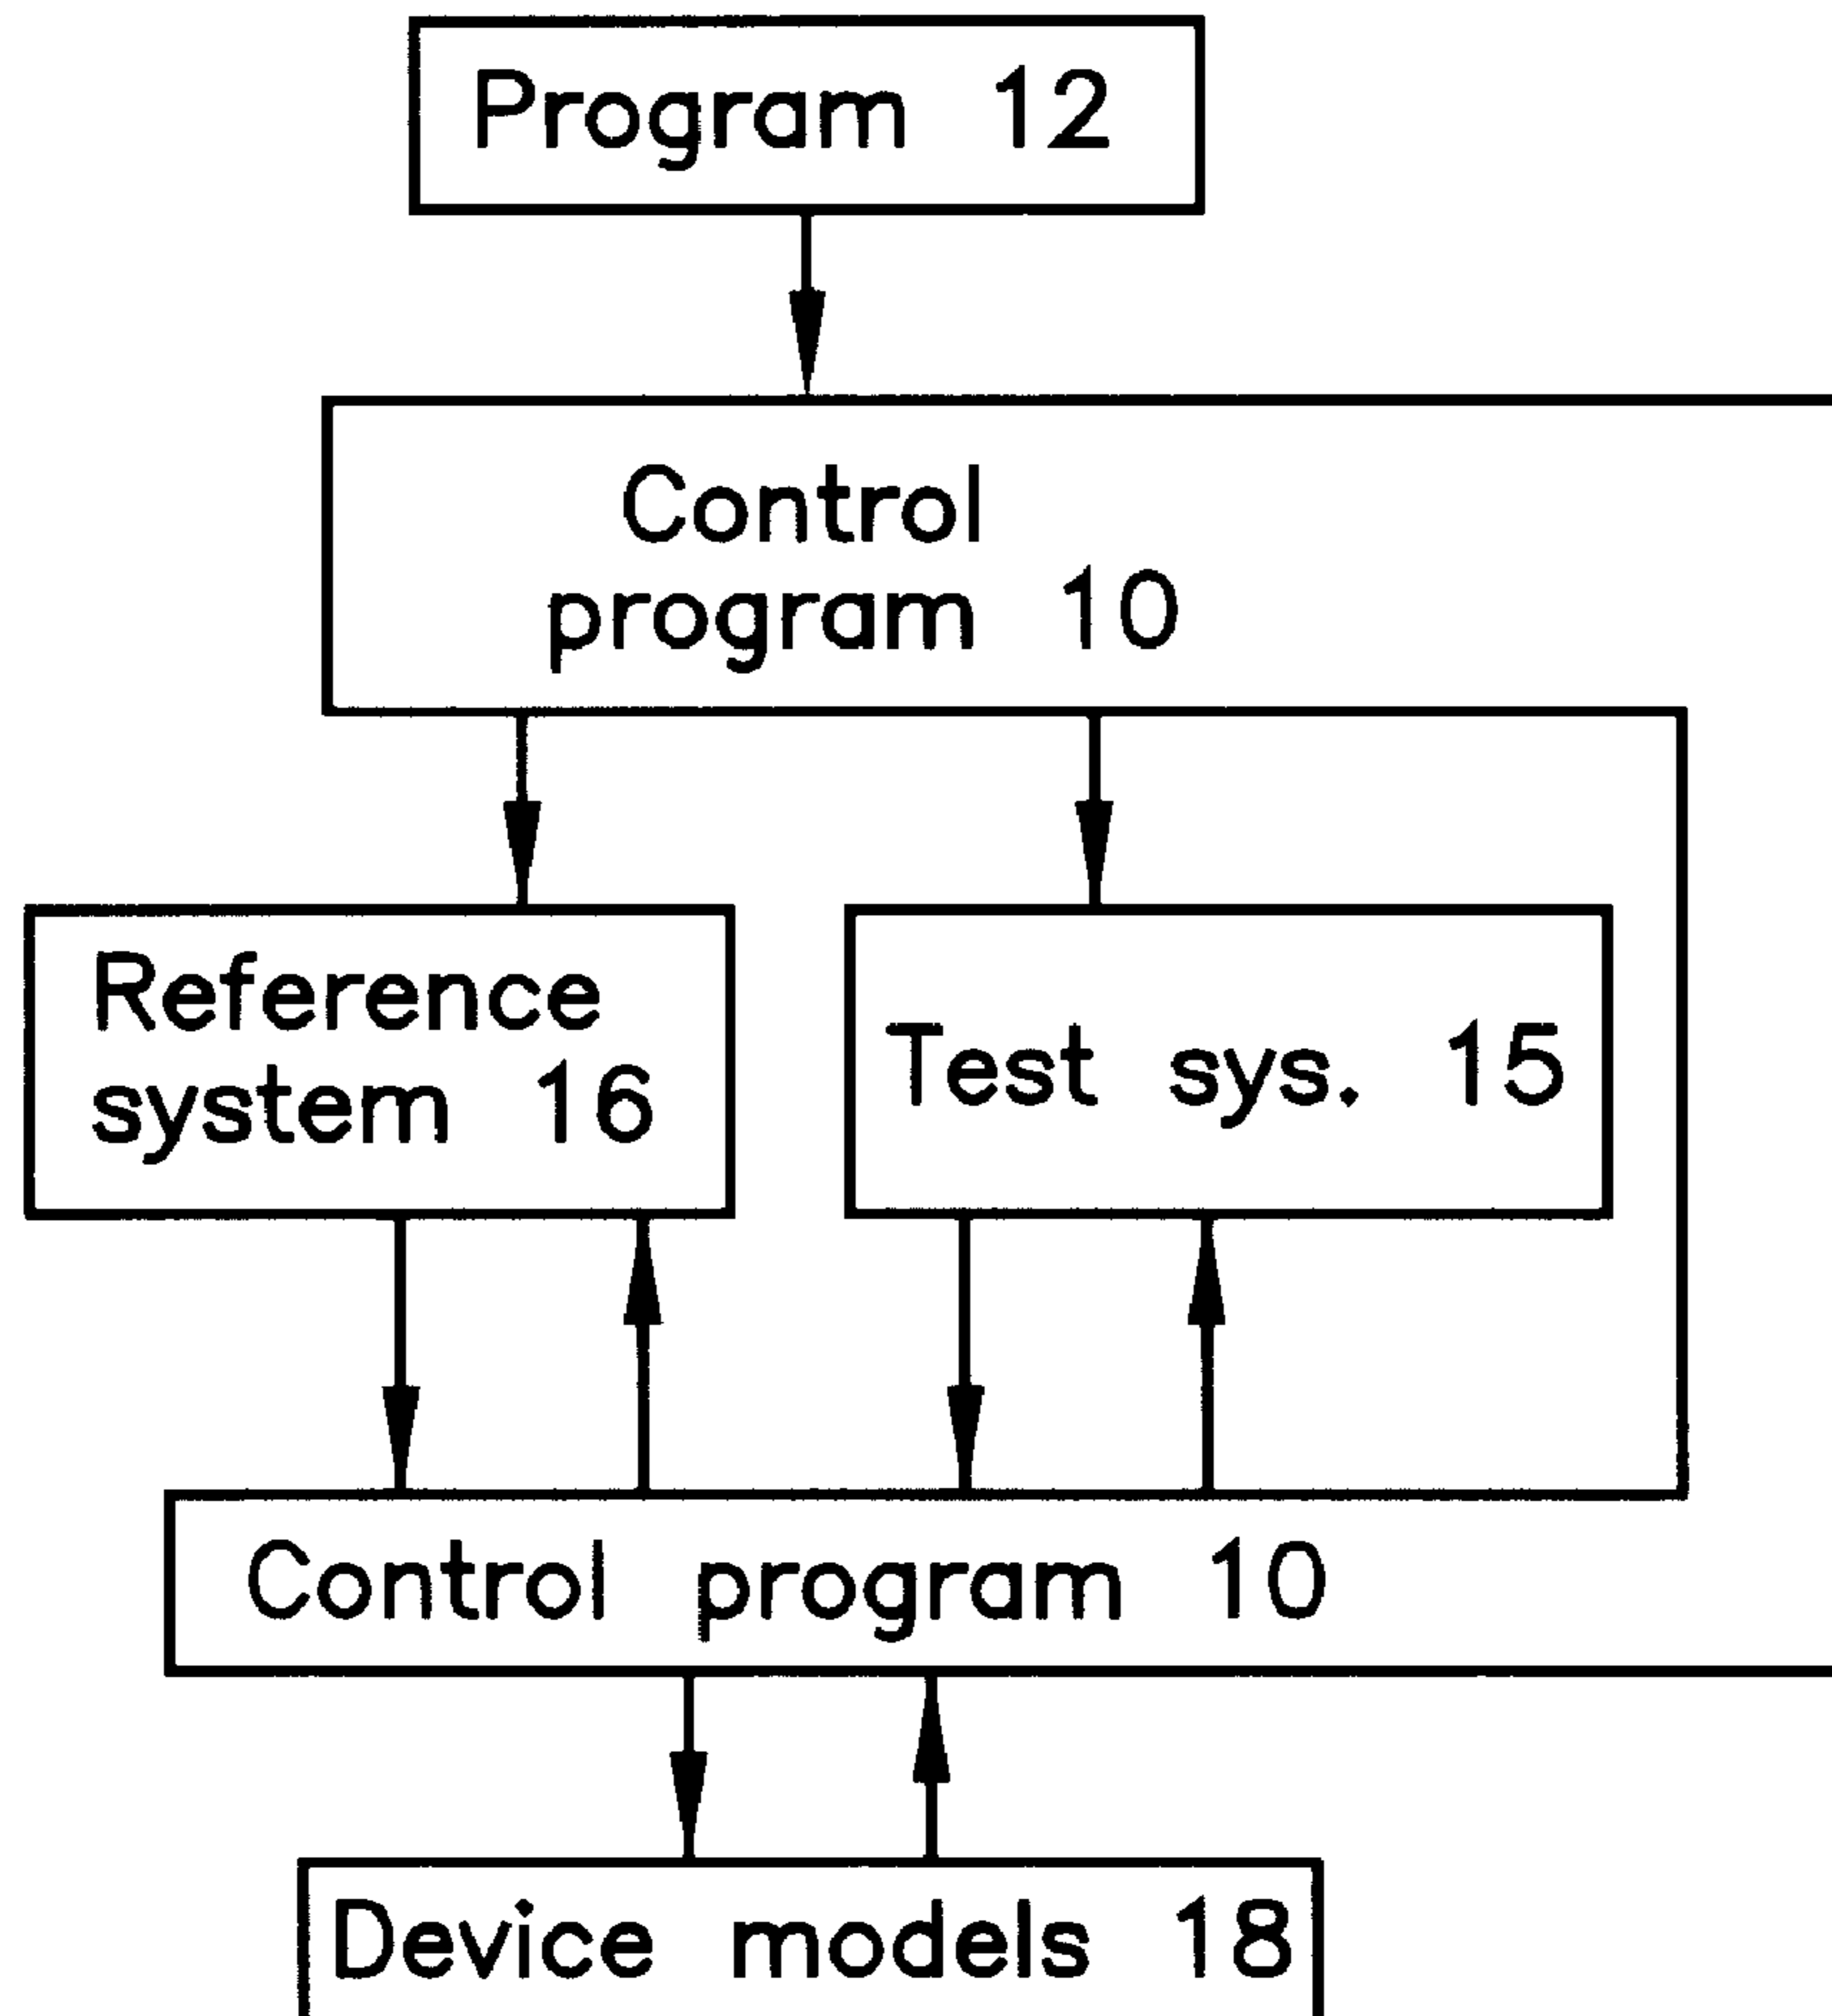 Program 12
Control
program 10
Reference
system 16
Test sys. 15
Control program 10
Device models 18